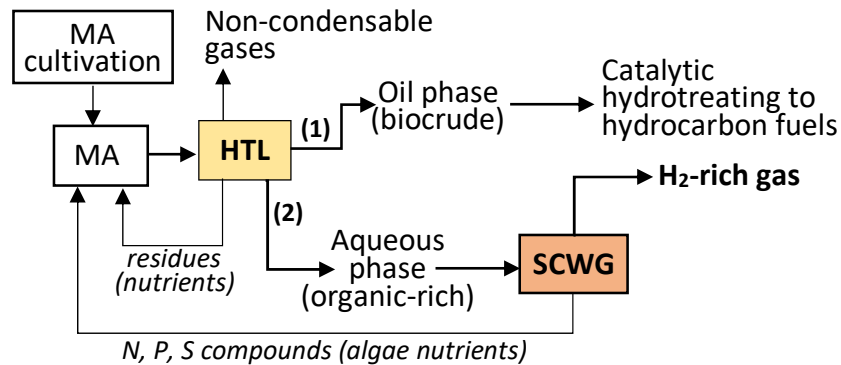 MA
cultivation
Non-condensable
gases
MA
HTL
(1)
Oil phase
(biocrude)
Catalytic
hydrotreating to
hydrocarbon fuels
H₂-rich gas
(2)
residues
(nutrients)
Aqueous
phase
(organic-rich)
SCWG
N, P, S compounds (algae nutrients)